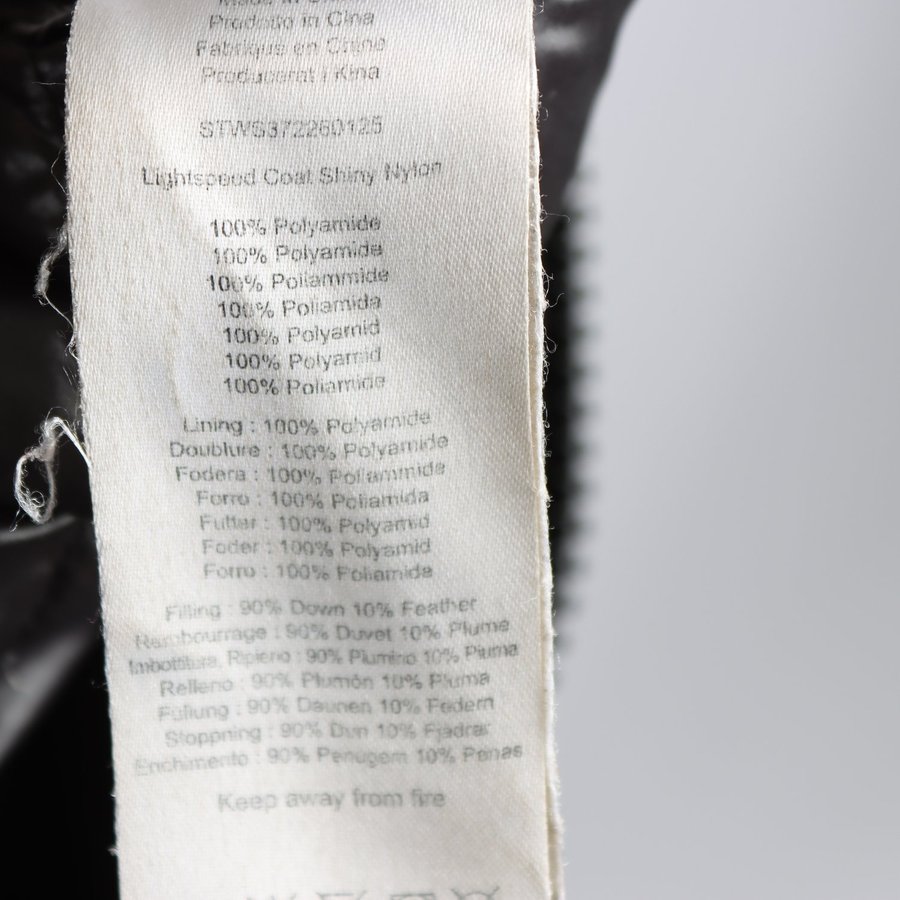 Made in China
Prodotto in Cina
Fabriqué en Chine
Producerat i Kina
STWS372260125
Lightspeed Coat Shiny Nylon
100% Polyamide
100% Polyamide
100% Poliammide
100% Poliamida
100% Polyamid
100% Polyamid
100% Poliamide
Lining : 100% Polyamide
Doublure : 100% Polyamide
Fodera : 100% Poliammide
Forro : 100% Poliamida
Futter : 100% Polyamid
Foder : 100% Polyamid
Forro : 100% Poliamide
Filling : 90% Down 10% Feather
Rembourrage : 90% Duvet 10% Plume
Imbottitura, Ripieno : 90% Piumino 10% Piuma
Relleno : 90% Plumón 10% Pluma
Füllung : 90% Daunen 10% Federn
Stoppning : 90% Dun 10% Fjädrar
Enchimento : 90% Penugem 10% Penas
Keep away from fire